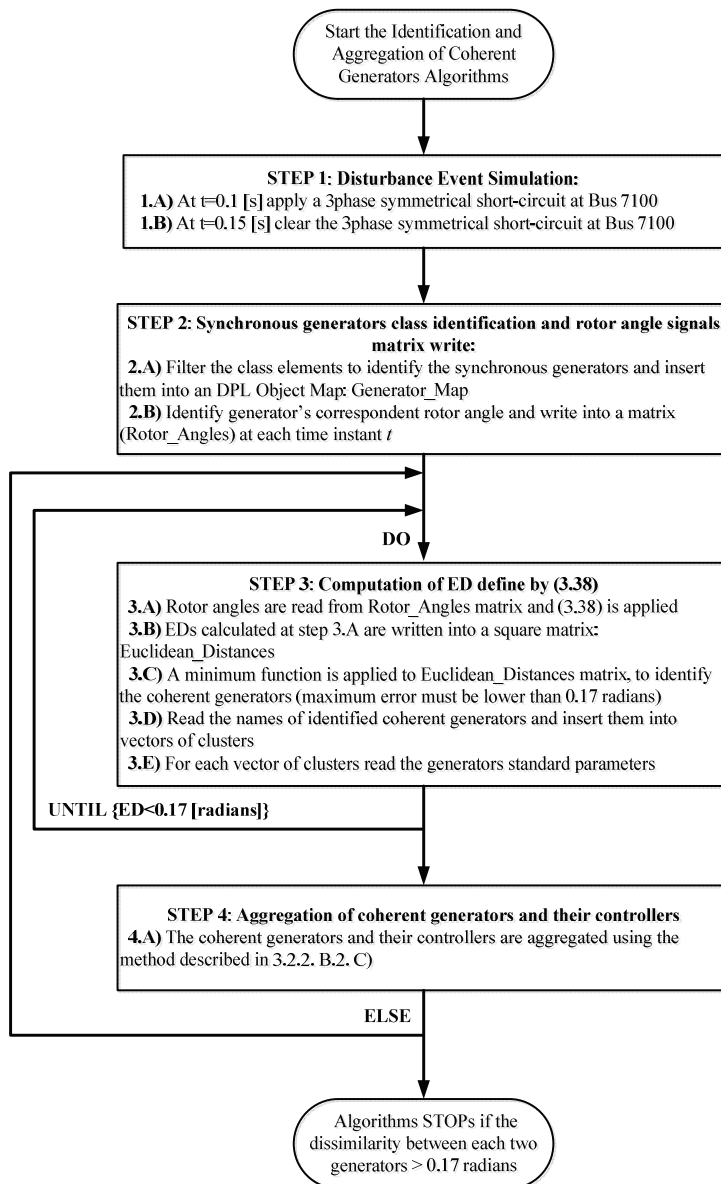 Start the Identification and
Aggregation of Coherent
Generators Algorithms
STEP 1: Disturbance Event Simulation:
1.A) At t=0.1 [s] apply a 3phase symmetrical short-circuit at Bus 7100
1.B) At t=0.15 [s] clear the 3phase symmetrical short-circuit at Bus 7100
STEP 2: Synchronous generators class identification and rotor angle signals
matrix write:
2.A) Filter the class elements to identify the synchronous generators and insert
them into an DPL Object Map: Generator_Map
2.B) Identify generator's correspondent rotor angle and write into a matrix
(Rotor_Angles) at each time instant t
DO
STEP 3: Computation of ED define by (3.38)
3.A) Rotor angles are read from Rotor_Angles matrix and (3.38) is applied
3.B) EDs calculated at step 3.A are written into a square matrix:
Euclidean_Distances
3.C) A minimum function is applied to Euclidean_Distances matrix, to identify
the coherent generators (maximum error must be lower than 0.17 radians)
3.D) Read the names of identified coherent generators and insert them into
vectors of clusters
3.E) For each vector of clusters read the generators standard parameters
UNTIL {ED<0.17 [radians]}
STEP 4: Aggregation of coherent generators and their controllers
4.A) The coherent generators and their controllers are aggregated using the
method described in 3.2.2. B.2. C)
ELSE
Algorithms STOPs if the
dissimilarity between each two
generators > 0.17 radians